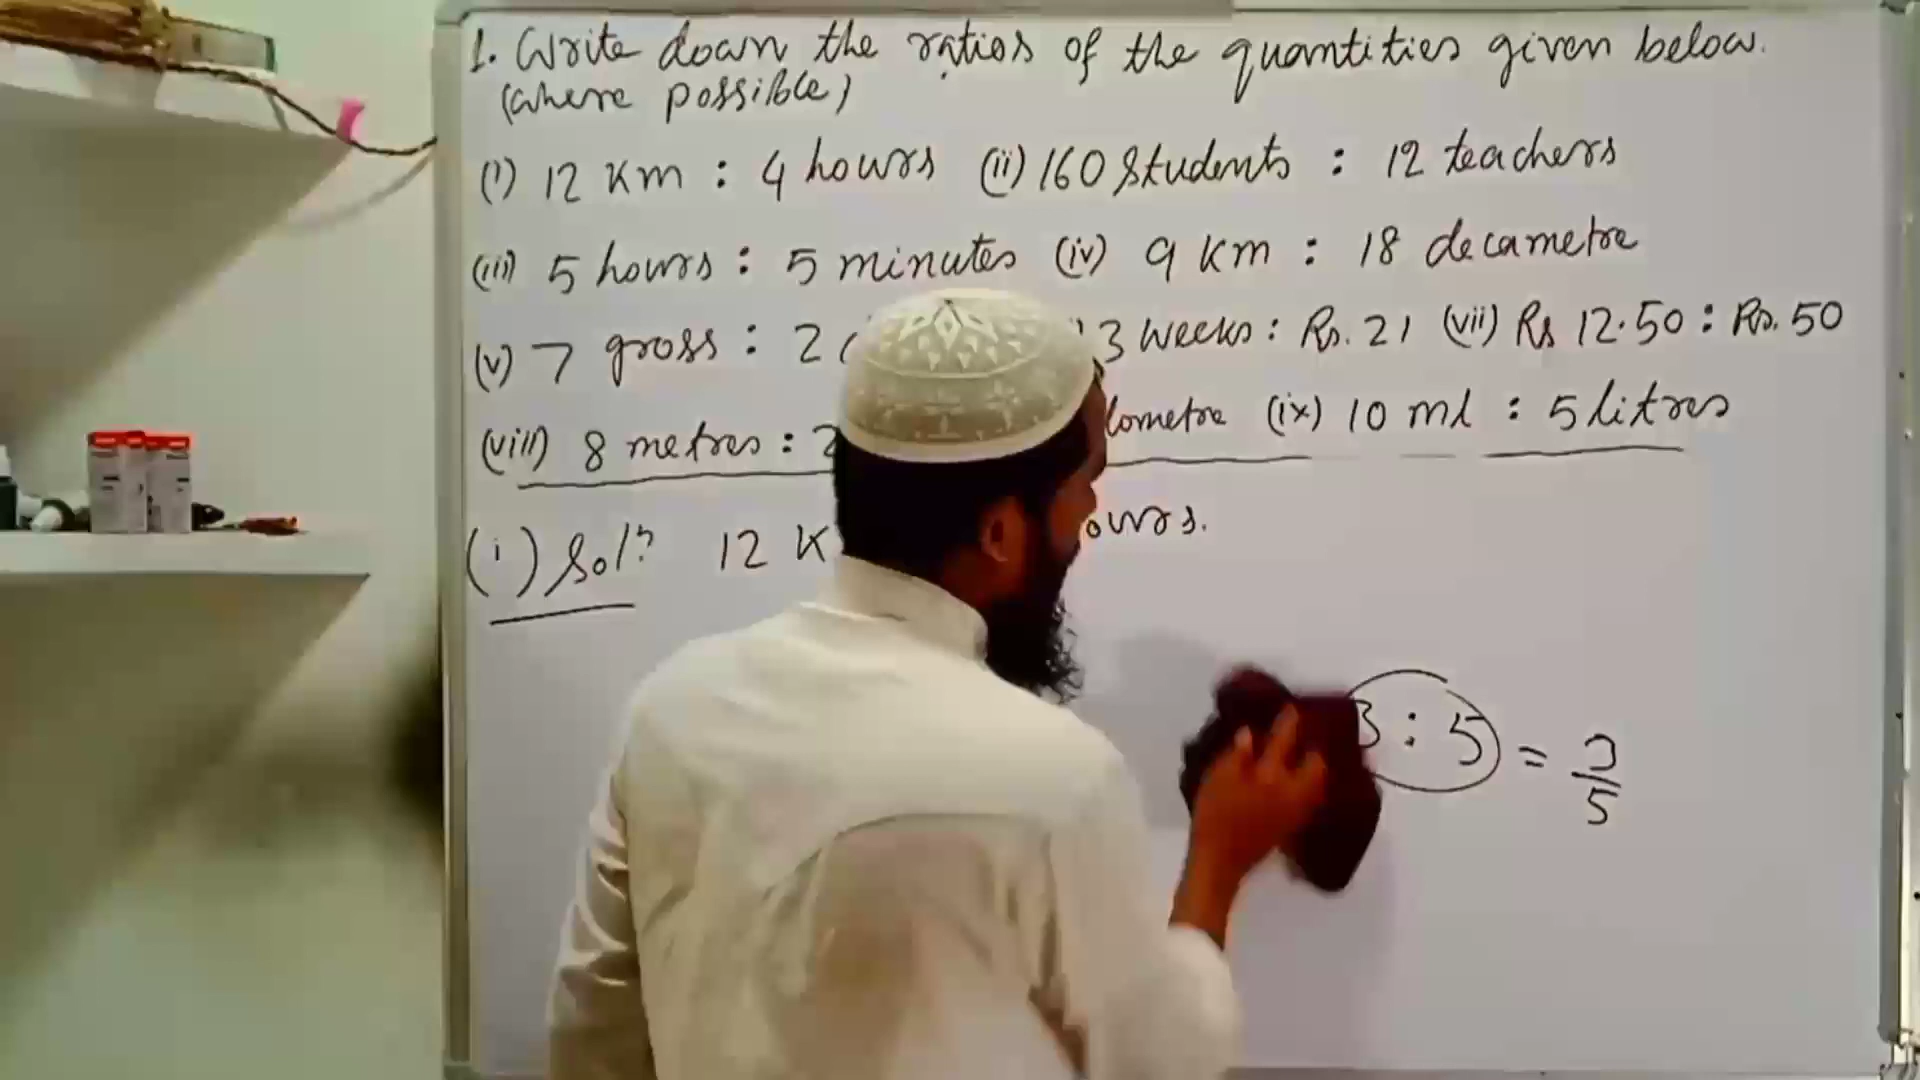 1. Write down the ratios of the quantities given below.
(where possible)
(i) 12 Km : 4 hours (ii) 160 Students : 12 teachers
(iii) 5 hours : 5 minutes (iv) 9 Km : 18 decametre
(v) 7 gross : 2 3 weeks : Rs. 21 (vii) Rs 12.50 : Rs. 50
(viii) 8 metres : (ix) 10 ml : 5 litres
(i) Sol? 12
3 : 5 = 3/5